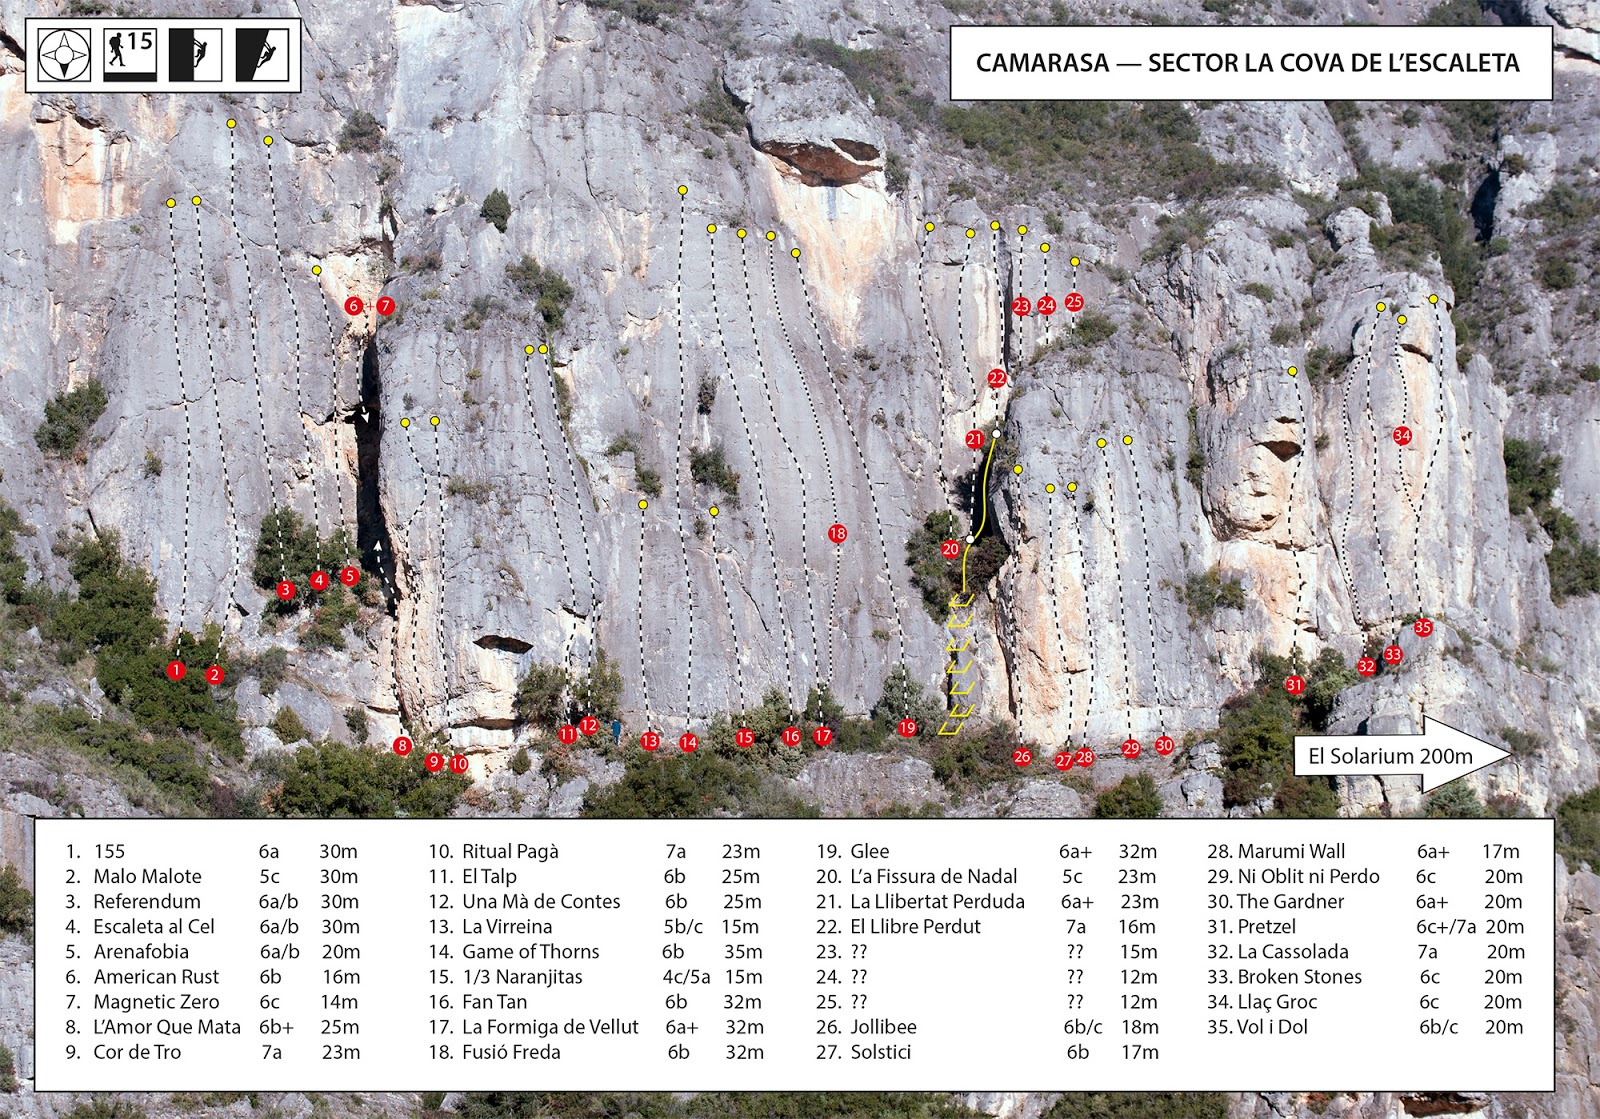 15
CAMARASA — SECTOR LA COVA DE L'ESCALETA
6 + 7
23 24 25
22
21
34
18
20
3 4 5
1 2
35
33
32
31
8
9 10
11 12
13 14 15 16 17
19
26 27 28 29 30
El Solarium 200m
1. 155 6a 30m
2. Malo Malote 5c 30m
3. Referendum 6a/b 30m
4. Escaleta al Cel 6a/b 30m
5. Arenafobia 6a/b 20m
6. American Rust 6b 16m
7. Magnetic Zero 6c 14m
8. L'Amor Que Mata 6b+ 25m
9. Cor de Tro 7a 23m
10. Ritual Pagà 7a 23m
11. El Talp 6b 25m
12. Una Mà de Contes 6b 25m
13. La Virreina 5b/c 15m
14. Game of Thorns 6b 35m
15. 1/3 Naranjitas 4c/5a 15m
16. Fan Tan 6b 32m
17. La Formiga de Vellut 6a+ 32m
18. Fusió Freda 6b 32m
19. Glee 6a+ 32m
20. L'a Fissura de Nadal 5c 23m
21. La Llibertat Perduda 6a+ 23m
22. El Llibre Perdut 7a 16m
23. ?? ?? 15m
24. ?? ?? 12m
25. ?? ?? 12m
26. Jollibee 6b/c 18m
27. Solstici 6b 17m
28. Marumi Wall 6a+ 17m
29. Ni Oblit ni Perdo 6c 20m
30. The Gardner 6a+ 20m
31. Pretzel 6c+/7a 20m
32. La Cassolada 7a 20m
33. Broken Stones 6c 20m
34. Llaç Groc 6c 20m
35. Vol i Dol 6b/c 20m